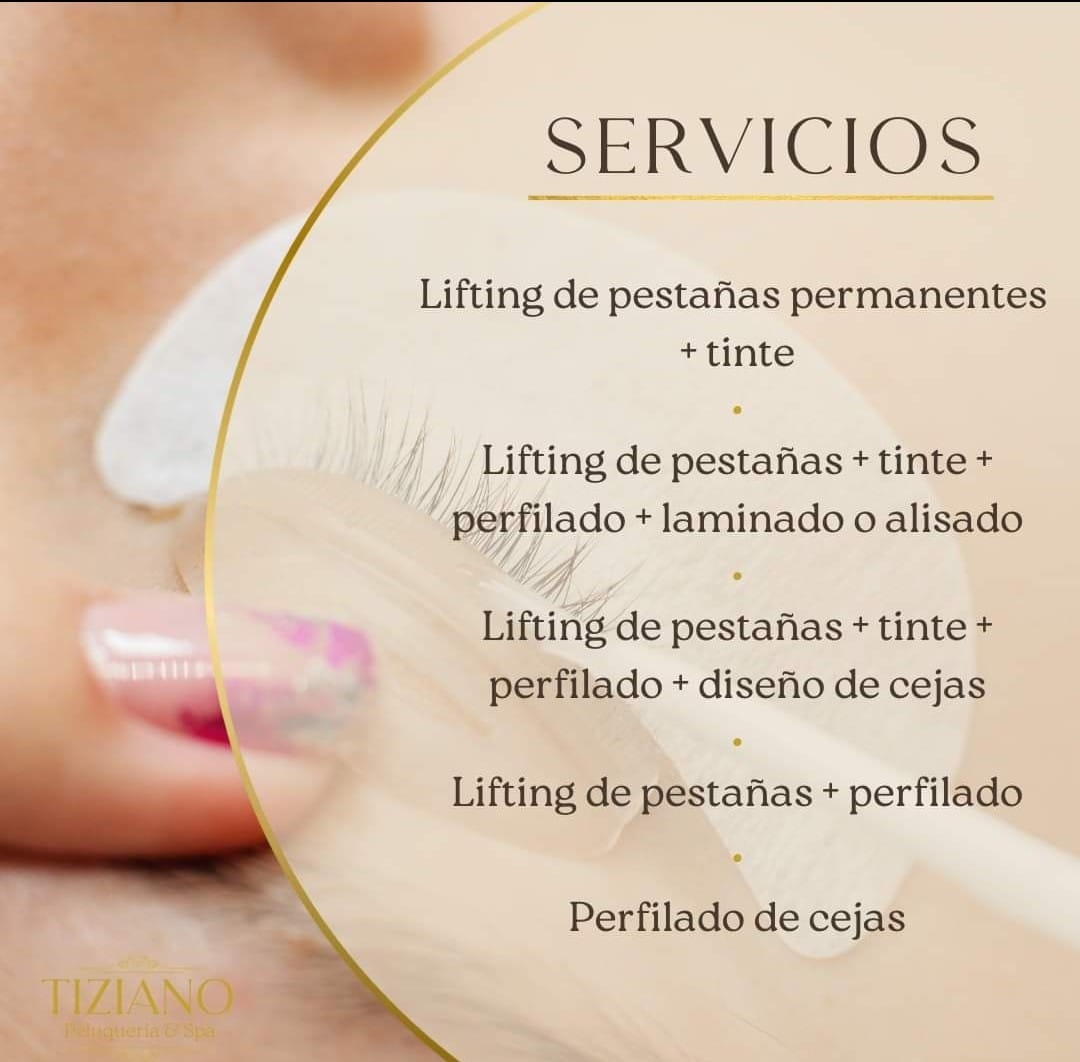 SERVICIOS
Lifting de pestañas permanentes
+ tinte
Lifting de pestañas + tinte +
perfilado + laminado o alisado
Lifting de pestañas + tinte +
perfilado + diseño de cejas
Lifting de pestañas + perfilado
Perfilado de cejas
TIZIANO
Peluquería & Spa